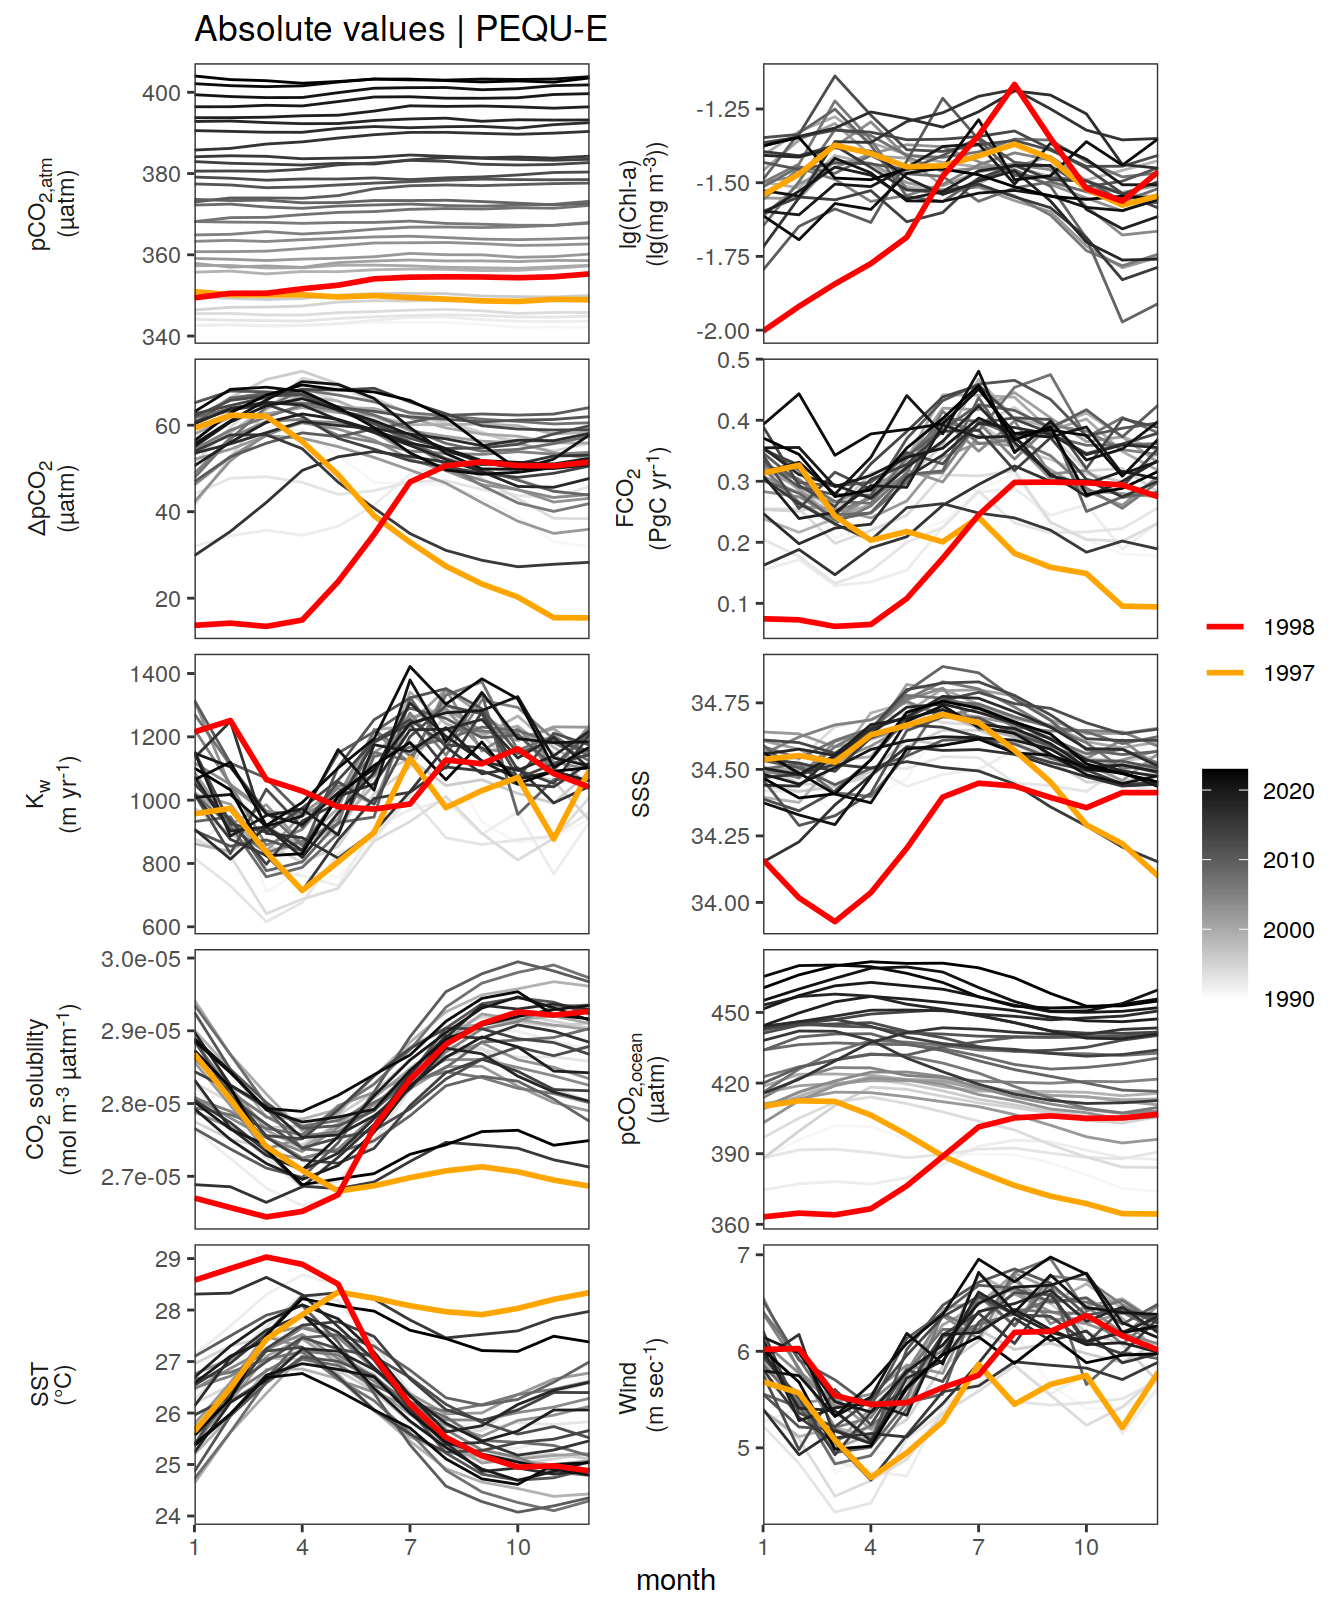 Absolute values | PEQU-E
pCO2,atm
(µatm)
400
380
360
340
lg(Chl-a)
(lg(mg m-3))
-1.25
-1.50
-1.75
-2.00
ΔpCO2
(µatm)
60
40
20
FCO2
(PgC yr-1)
0.5
0.4
0.3
0.2
0.1
Kw
(m yr-1)
1400
1200
1000
800
600
SSS
34.75
34.50
34.25
34.00
CO2 solubility
(mol m-3 µatm-1)
3.0e-05
2.9e-05
2.8e-05
2.7e-05
pCO2,ocean
(µatm)
450
420
390
360
SST
(°C)
29
28
27
26
25
24
Wind
(m sec-1)
7
6
5
1 4 7 10
1 4 7 10
month
1998
1997
2020
2010
2000
1990